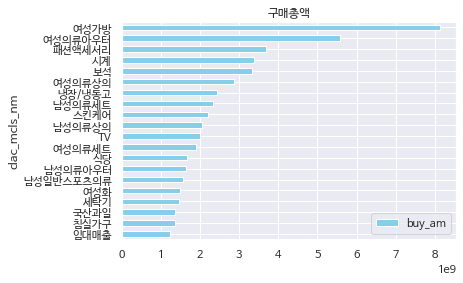 구매총액
여성가방
여성의류아우터
패션액세서리
시계
보석
여성의류상의
냉장/냉동고
남성의류세트
스킨케어
남성의류상의
TV
여성의류세트
식당
남성의류아우터
남성일반스포츠의류
여성화
세탁기
국산과일
침실가구
임대매출
dac_mcls_nm
buy_am
0 1 2 3 4 5 6 7 8
1e9